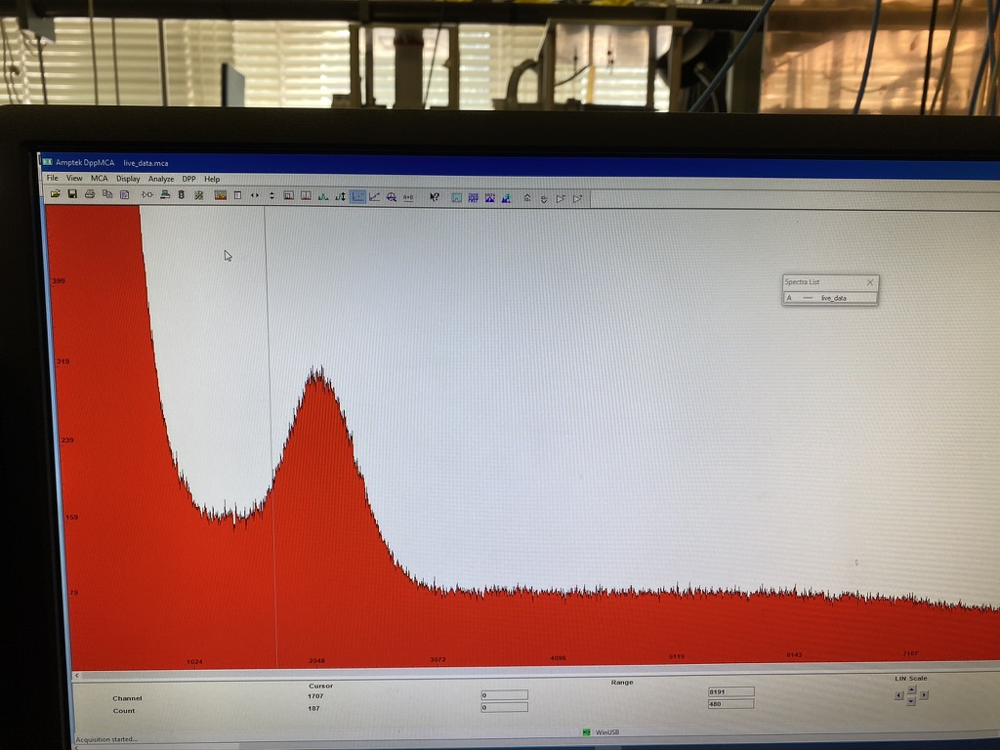 Amptek DppMCA live_data.mca
File View MCA Display Analyze DPP Help
399
319
239
159
79
Spectra List
A — live_data
1024 2048 3072 4096 5119 6143 7167
Cursor Range LIN Scale
Channel 1707 0 8191
Count 187 0 480
Acquisition started...
WinUSB